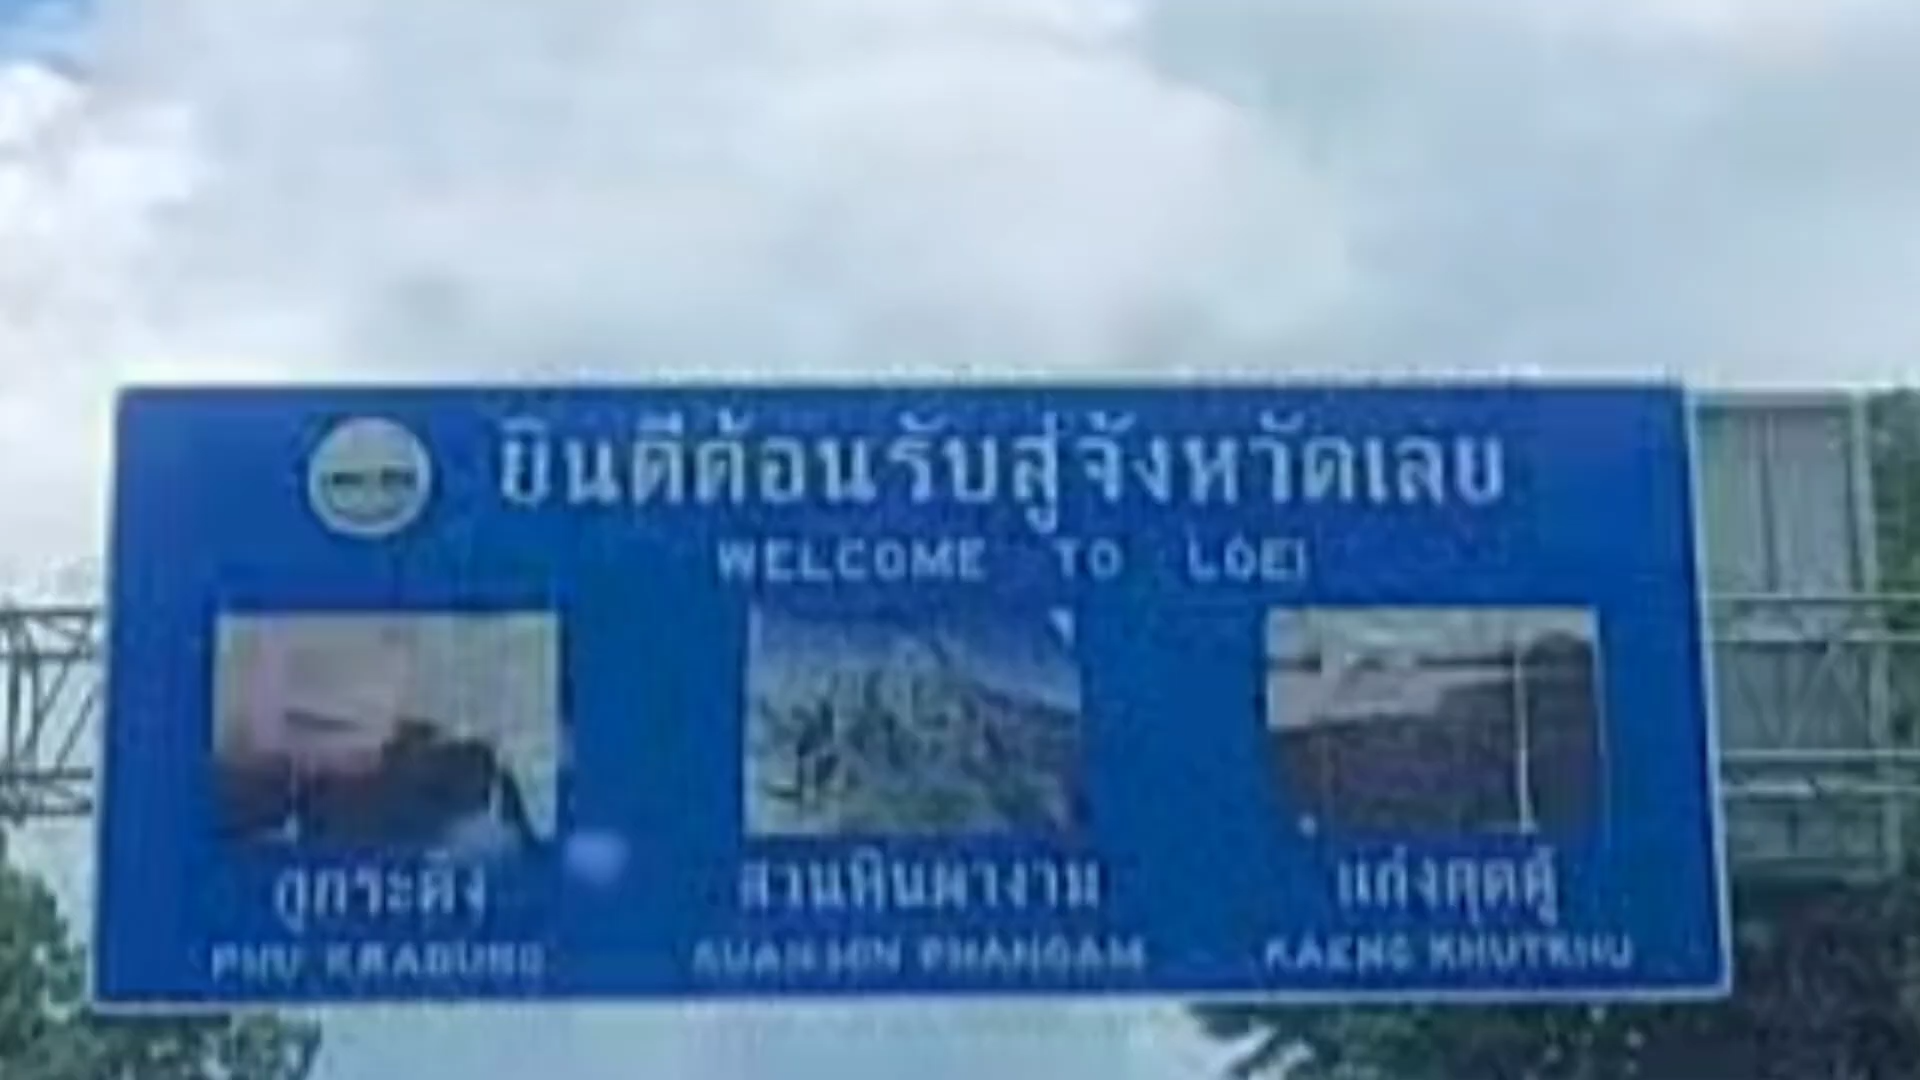 ยินดีต้อนรับสู่จังหวัดเลย
WELCOME TO LOEI
ภูกระดึง
สวนหินผางาม
แก่งคุดคู้
PHU KRADUNG
PHANGAM
KAENG KHUTKHU